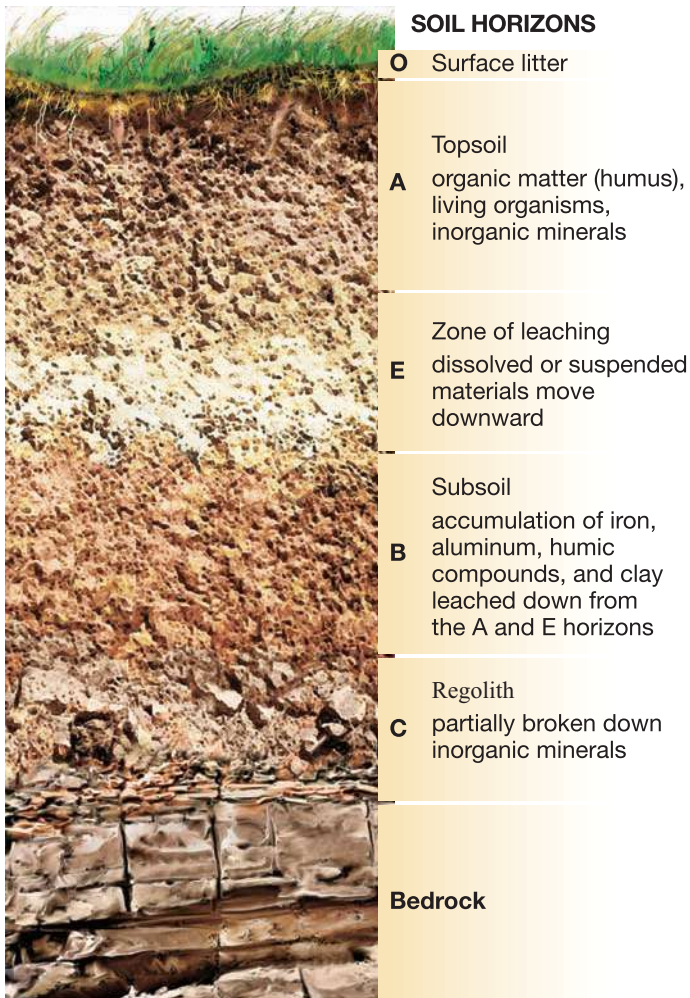 SOIL HORIZONS
O Surface litter
Topsoil
A organic matter (humus),
living organisms,
inorganic minerals
Zone of leaching
E dissolved or suspended
materials move
downward
Subsoil
accumulation of iron,
B aluminum, humic
compounds, and clay
leached down from
the A and E horizons
Regolith
C partially broken down
inorganic minerals
Bedrock